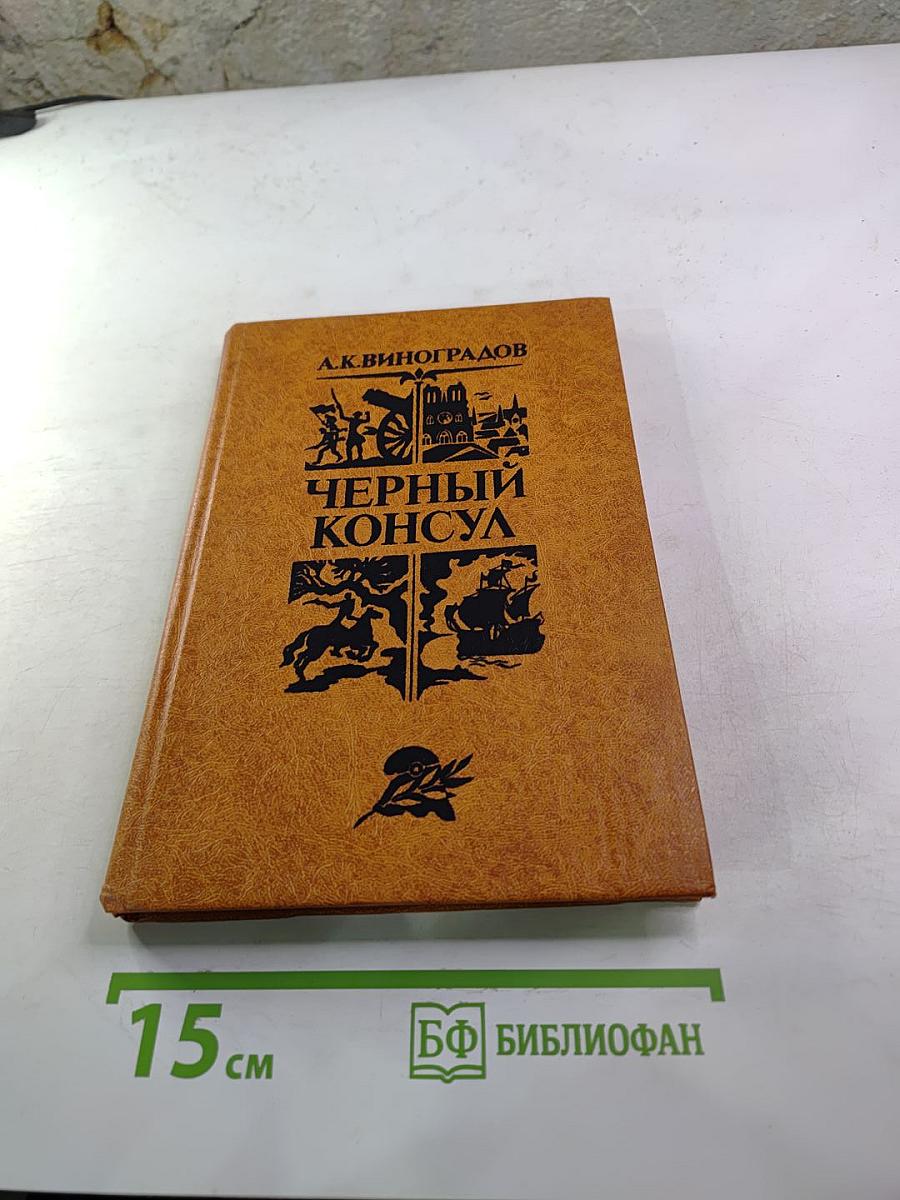 А.К.ВИНОГРАДОВ
ЧЕРНЫЙ
КОНСУЛ
15 см
БФ БИБЛИОФАН